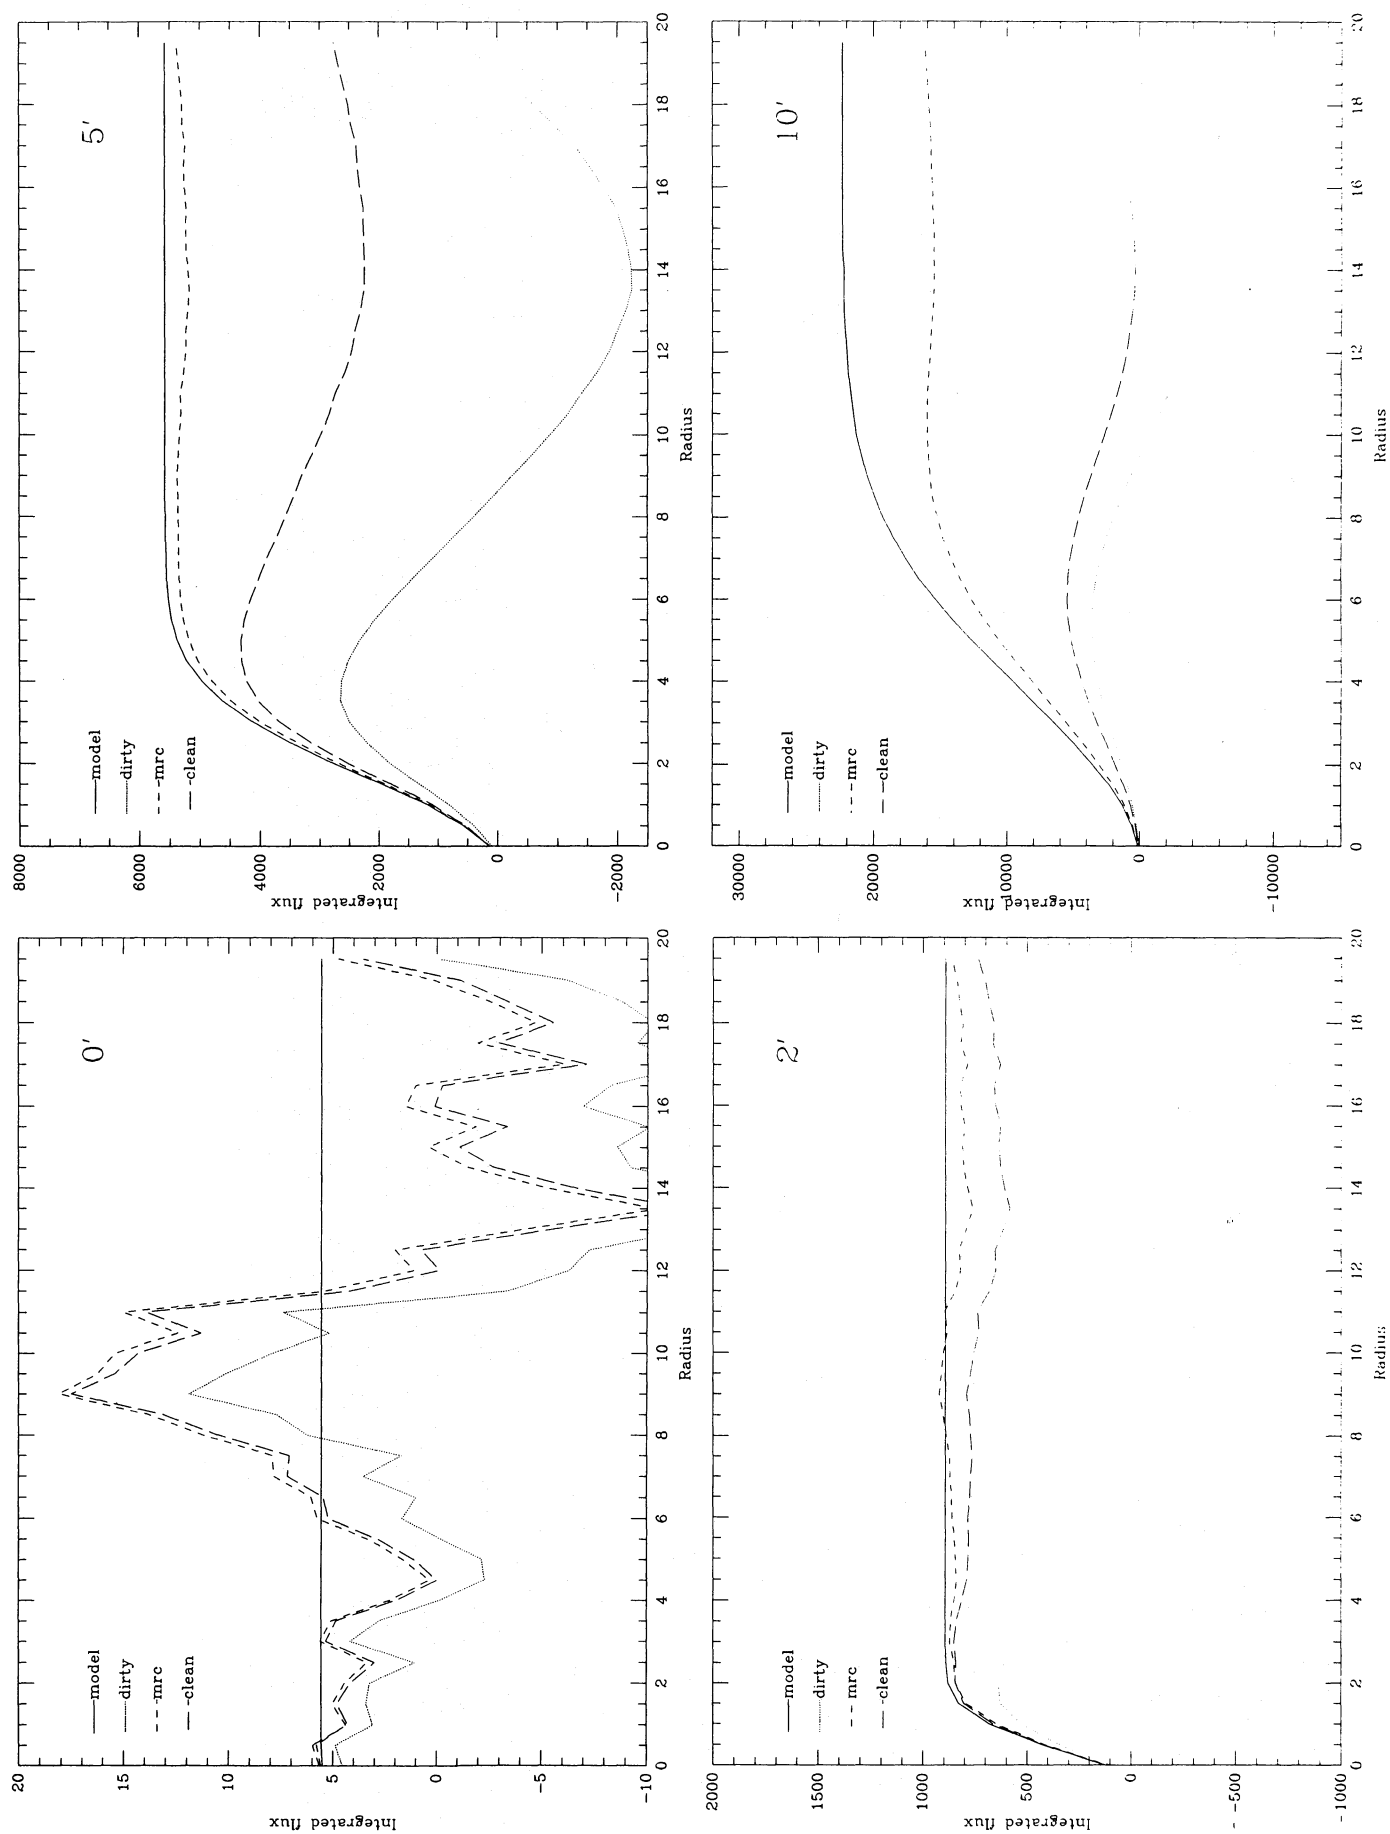 0'
model
dirty
mrc
clean
20
15
10
5
0
-5
-10
Integrated flux
0 2 4 6 8 10 12 14 16 18 20
Radius
5'
model
dirty
mrc
clean
8000
6000
4000
2000
0
-2000
Integrated flux
0 2 4 6 8 10 12 14 16 18 20
Radius
2'
model
dirty
mrc
clean
2000
1500
1000
500
0
-500
-1000
Integrated flux
0 2 4 6 8 10 12 14 16 18 20
Radius
10'
model
dirty
mrc
clean
30000
20000
10000
0
-10000
Integrated flux
0 2 4 6 8 10 12 14 16 18 20
Radius